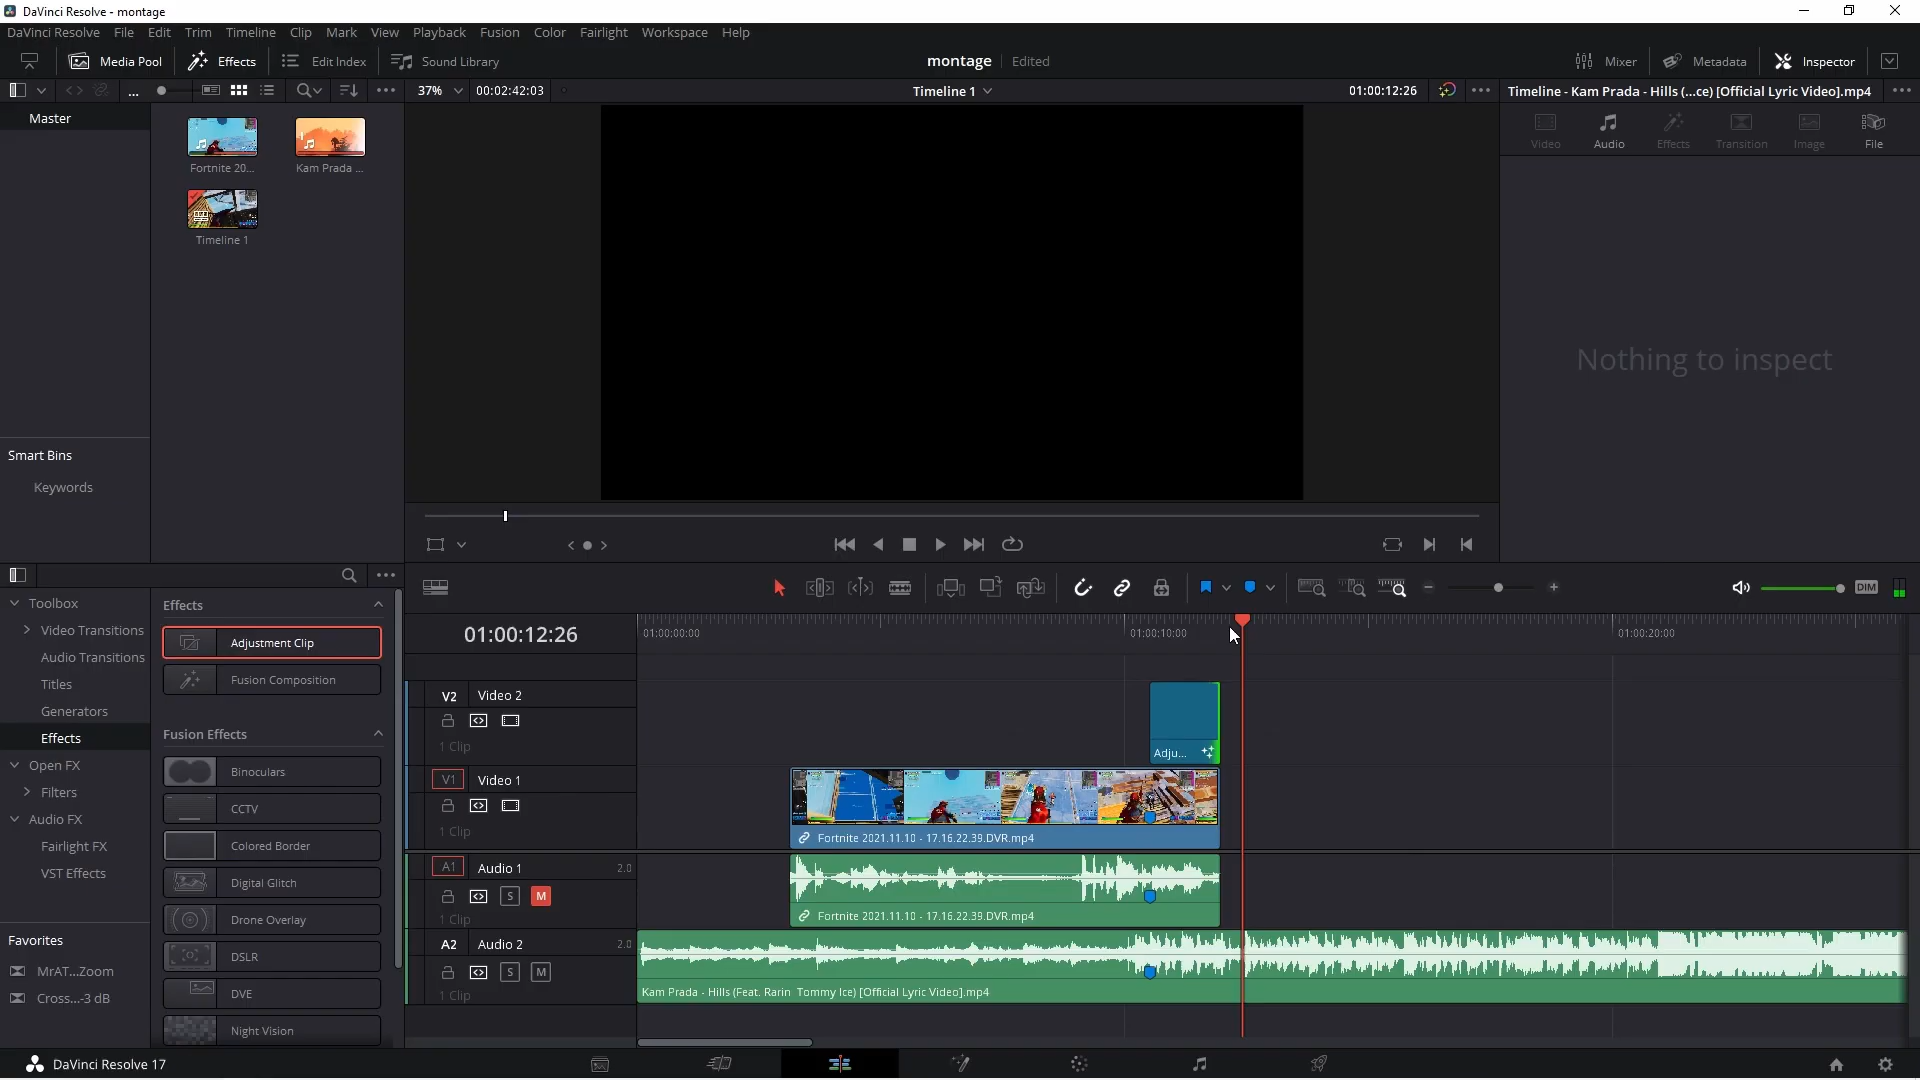 DaVinci Resolve - montage
DaVinci Resolve File Edit Trim Timeline Clip Mark View Playback Fusion Color Fairlight Workspace Help
Media Pool Effects Edit Index Sound Library montage Edited Mixer Metadata Inspector
... 37% 00:02:42:03 Timeline 1 01:00:12:26 Timeline - Kam Prada - Hills (...ce) [Official Lyric Video].mp4
Master
Video Audio Effects Transition Image File
Fortnite 20... Kam Prada ...
Timeline 1
Nothing to inspect
Smart Bins
Keywords
DIM
Toolbox
Video Transitions
Audio Transitions
Titles
Generators
Effects
Open FX
Filters
Audio FX
Fairlight FX
VST Effects
Favorites
MrAT...Zoom
Cross...-3 dB
Effects
Adjustment Clip
Fusion Composition
Fusion Effects
Binoculars
CCTV
Colored Border
Digital Glitch
Drone Overlay
DSLR
DVE
Night Vision
01:00:12:26 01:00:00:00 01:00:10:00 01:00:20:00
V2 Video 2
1 Clip
Adju...
V1 Video 1
1 Clip
Fortnite 2021.11.10 - 17.16.22.39.DVR.mp4
A1 Audio 1 2.0
S M
1 Clip
Fortnite 2021.11.10 - 17.16.22.39.DVR.mp4
A2 Audio 2 2.0
S M
1 Clip
Kam Prada - Hills (Feat. Rarin Tommy Ice) [Official Lyric Video].mp4
DaVinci Resolve 17